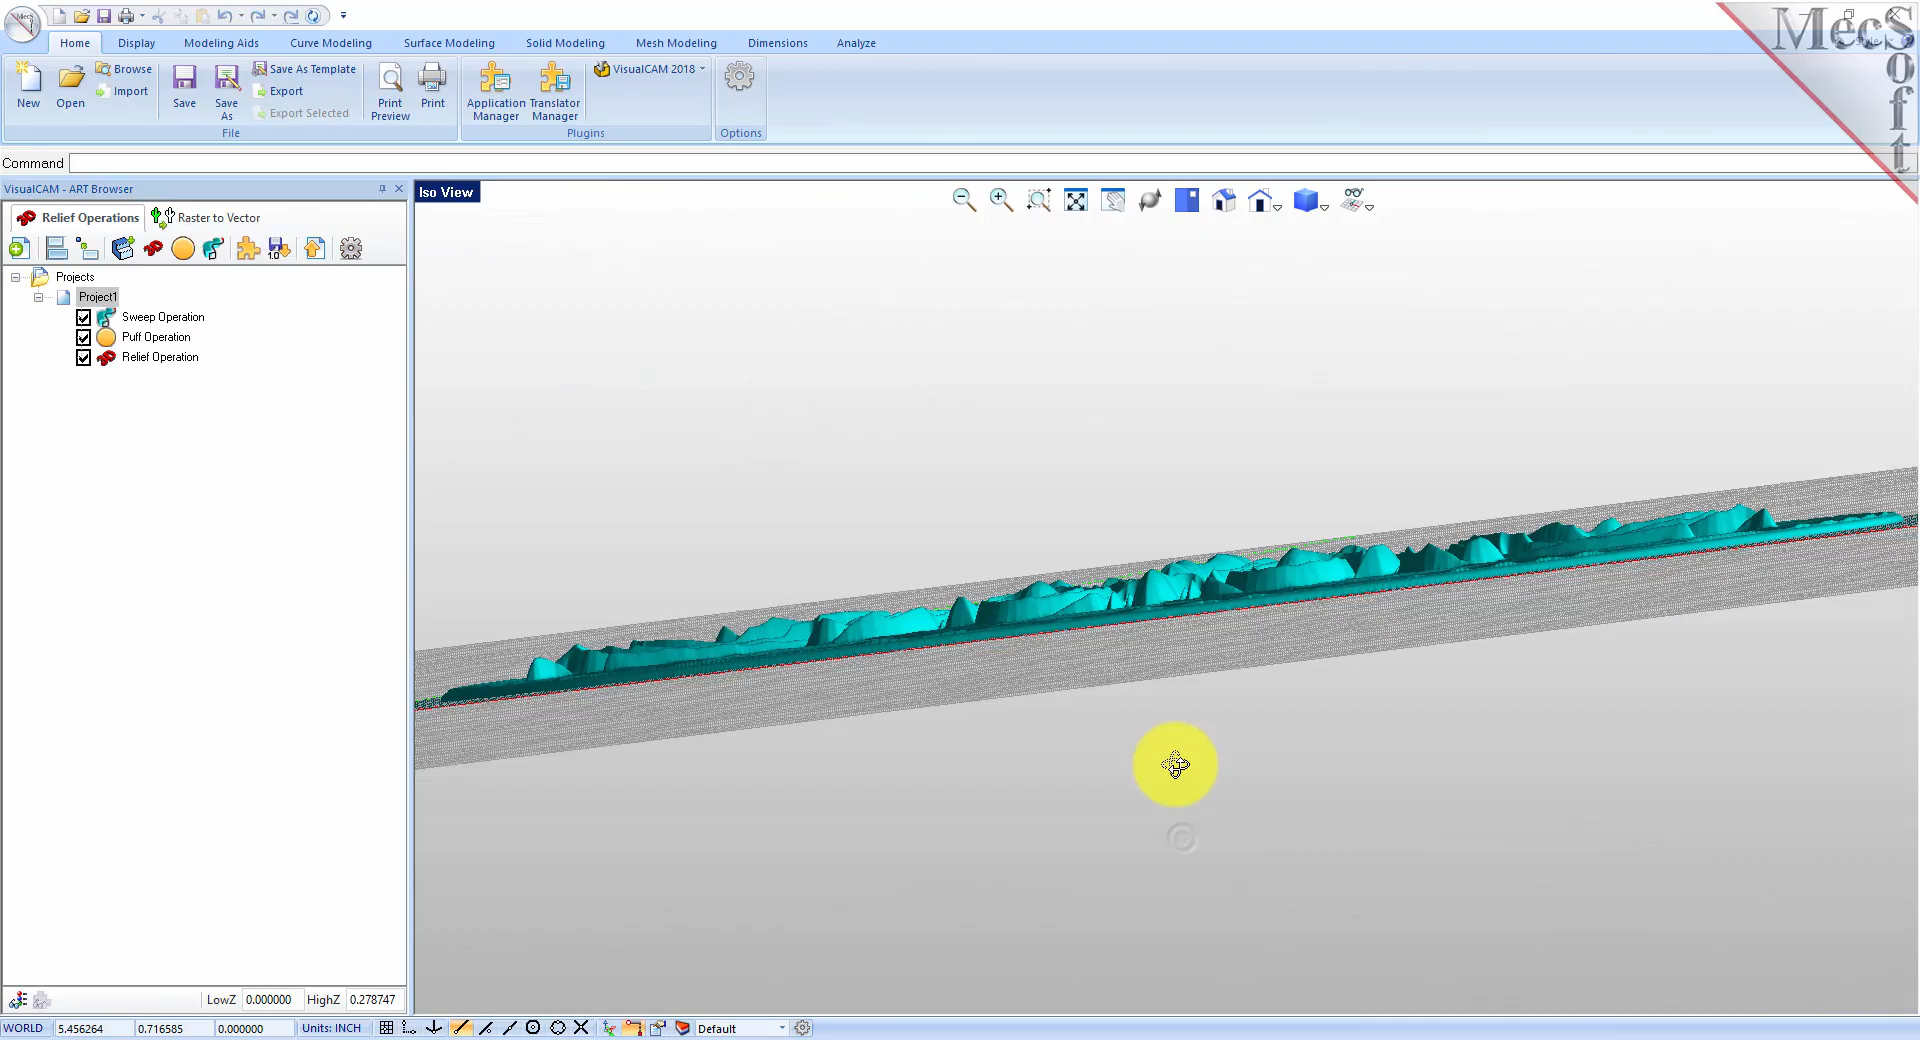 Home Display Modeling Aids Curve Modeling Surface Modeling Solid Modeling Mesh Modeling Dimensions Analyze
MecSoft
New
Open
Browse
Import
Save
Save As
Save As Template
Export
Export Selected
Print Preview
Print
File
Application Manager
Translator Manager
VisualCAM 2018
Plugins
Options
Command
VisualCAM - ART Browser
Iso View
Relief Operations Raster to Vector
1.0
Projects
Project1
Sweep Operation
Puff Operation
Relief Operation
LowZ 0.000000 HighZ 0.278747
WORLD 5.456264 0.716585 0.000000 Units: INCH Default